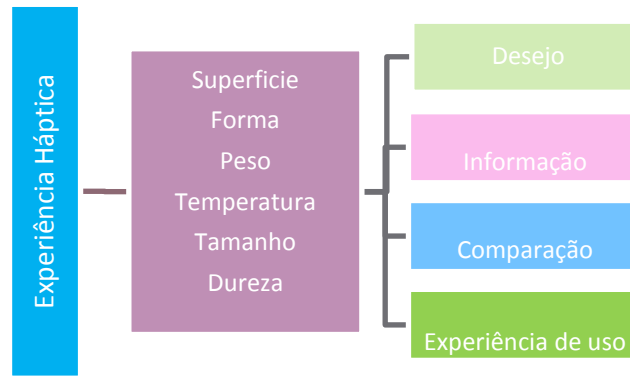 Experiência Háptica
Superficie
Forma
Peso
Temperatura
Tamanho
Dureza
Desejo
Informação
Comparação
Experiência de uso